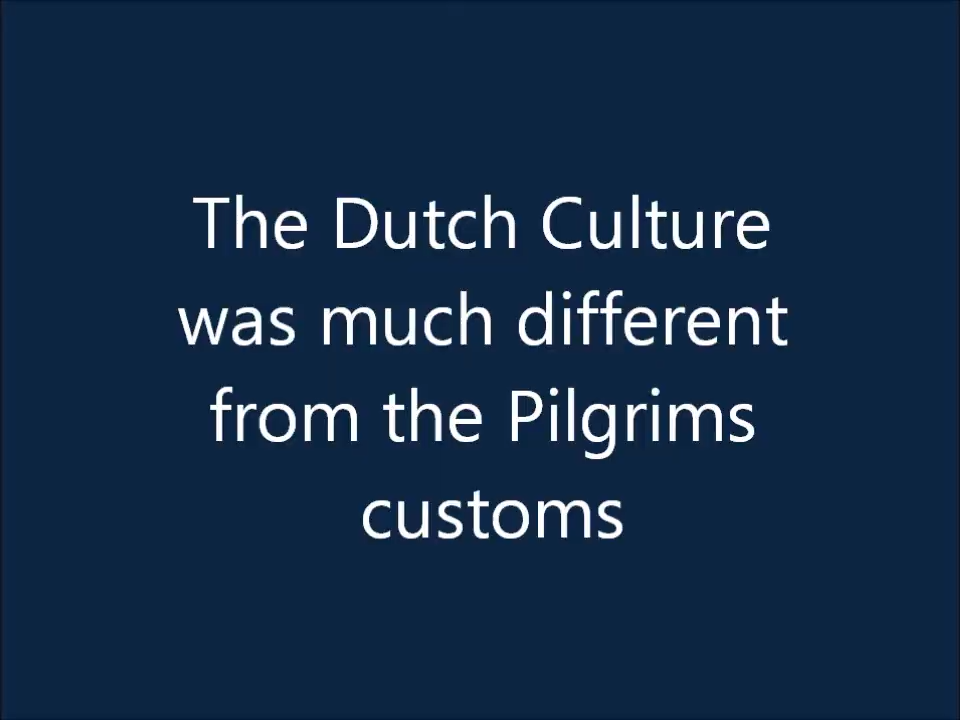 The Dutch Culture
was much different
from the Pilgrims
customs